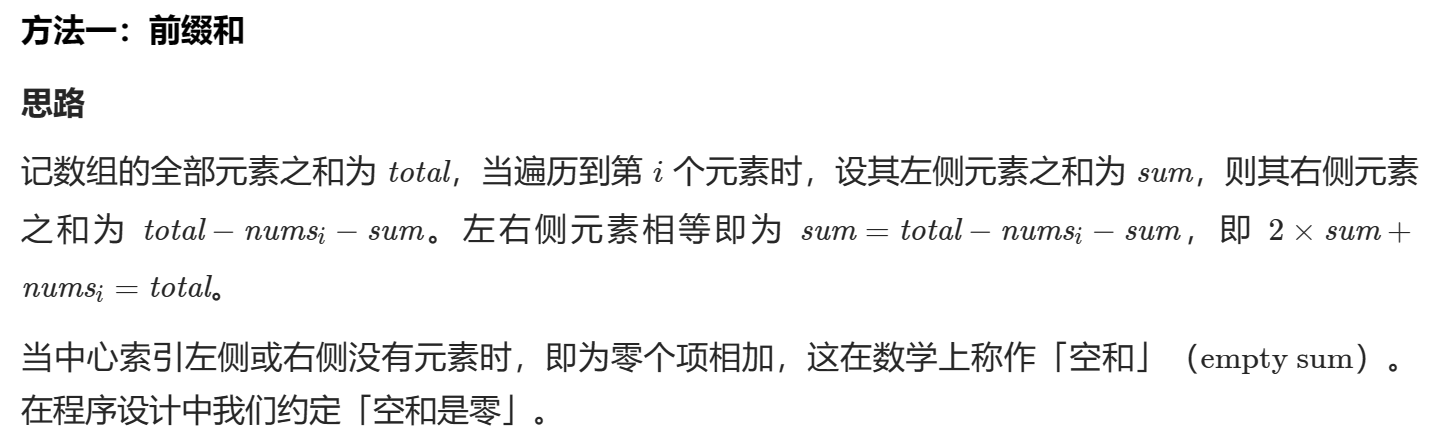 方法一：前缀和
思路
记数组的全部元素之和为 total，当遍历到第 i 个元素时，设其左侧元素之和为 sum，则其右侧元素
之和为 total − numsᵢ − sum。左右侧元素相等即为 sum = total − numsᵢ − sum，即 2 × sum +
numsᵢ = total。
当中心索引左侧或右侧没有元素时，即为零个项相加，这在数学上称作「空和」（empty sum）。
在程序设计中我们约定「空和是零」。